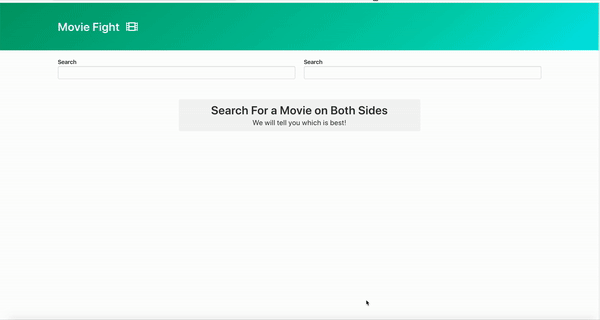 Movie Fight
Search
Search
Search For a Movie on Both Sides
We will tell you which is best!